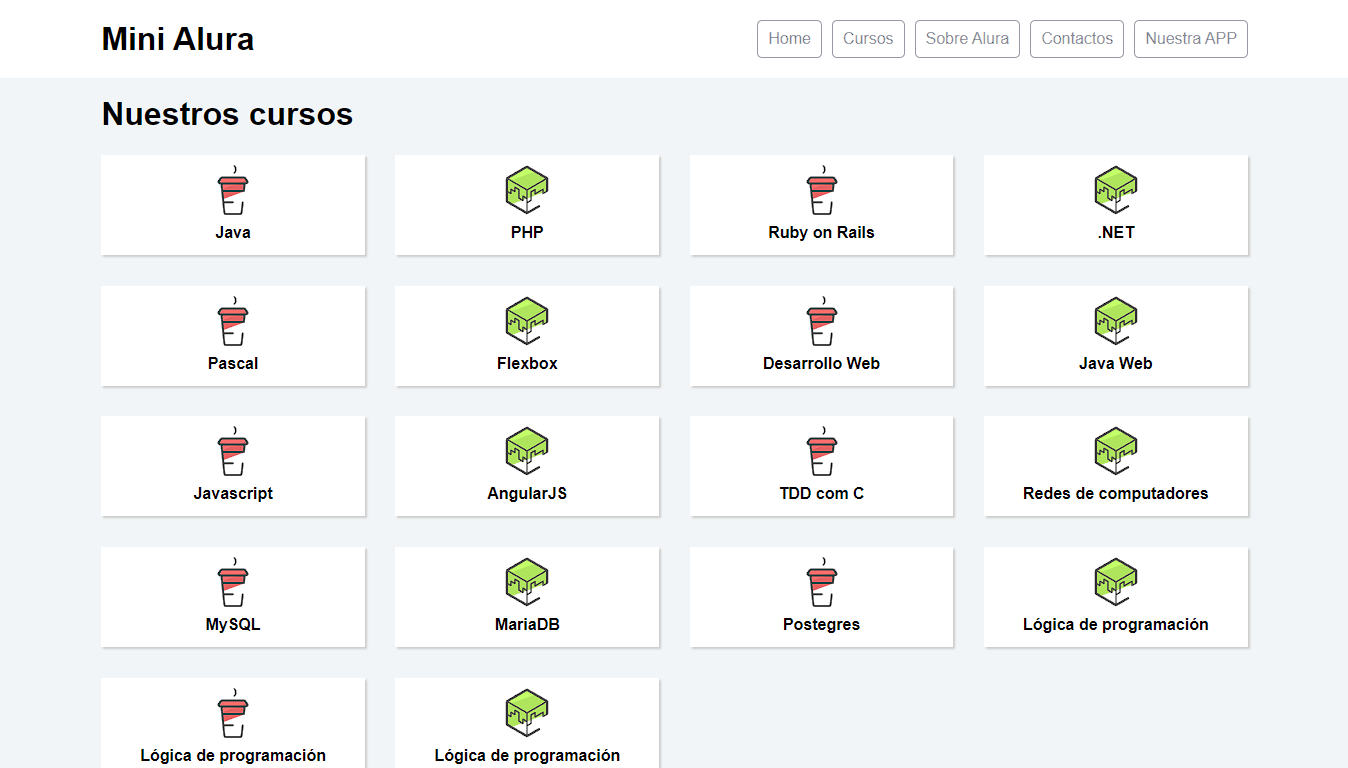 Mini Alura
Home
Cursos
Sobre Alura
Contactos
Nuestra APP
Nuestros cursos
Java
PHP
Ruby on Rails
.NET
Pascal
Flexbox
Desarrollo Web
Java Web
Javascript
AngularJS
TDD com C
Redes de computadores
MySQL
MariaDB
Postegres
Lógica de programación
Lógica de programación
Lógica de programación